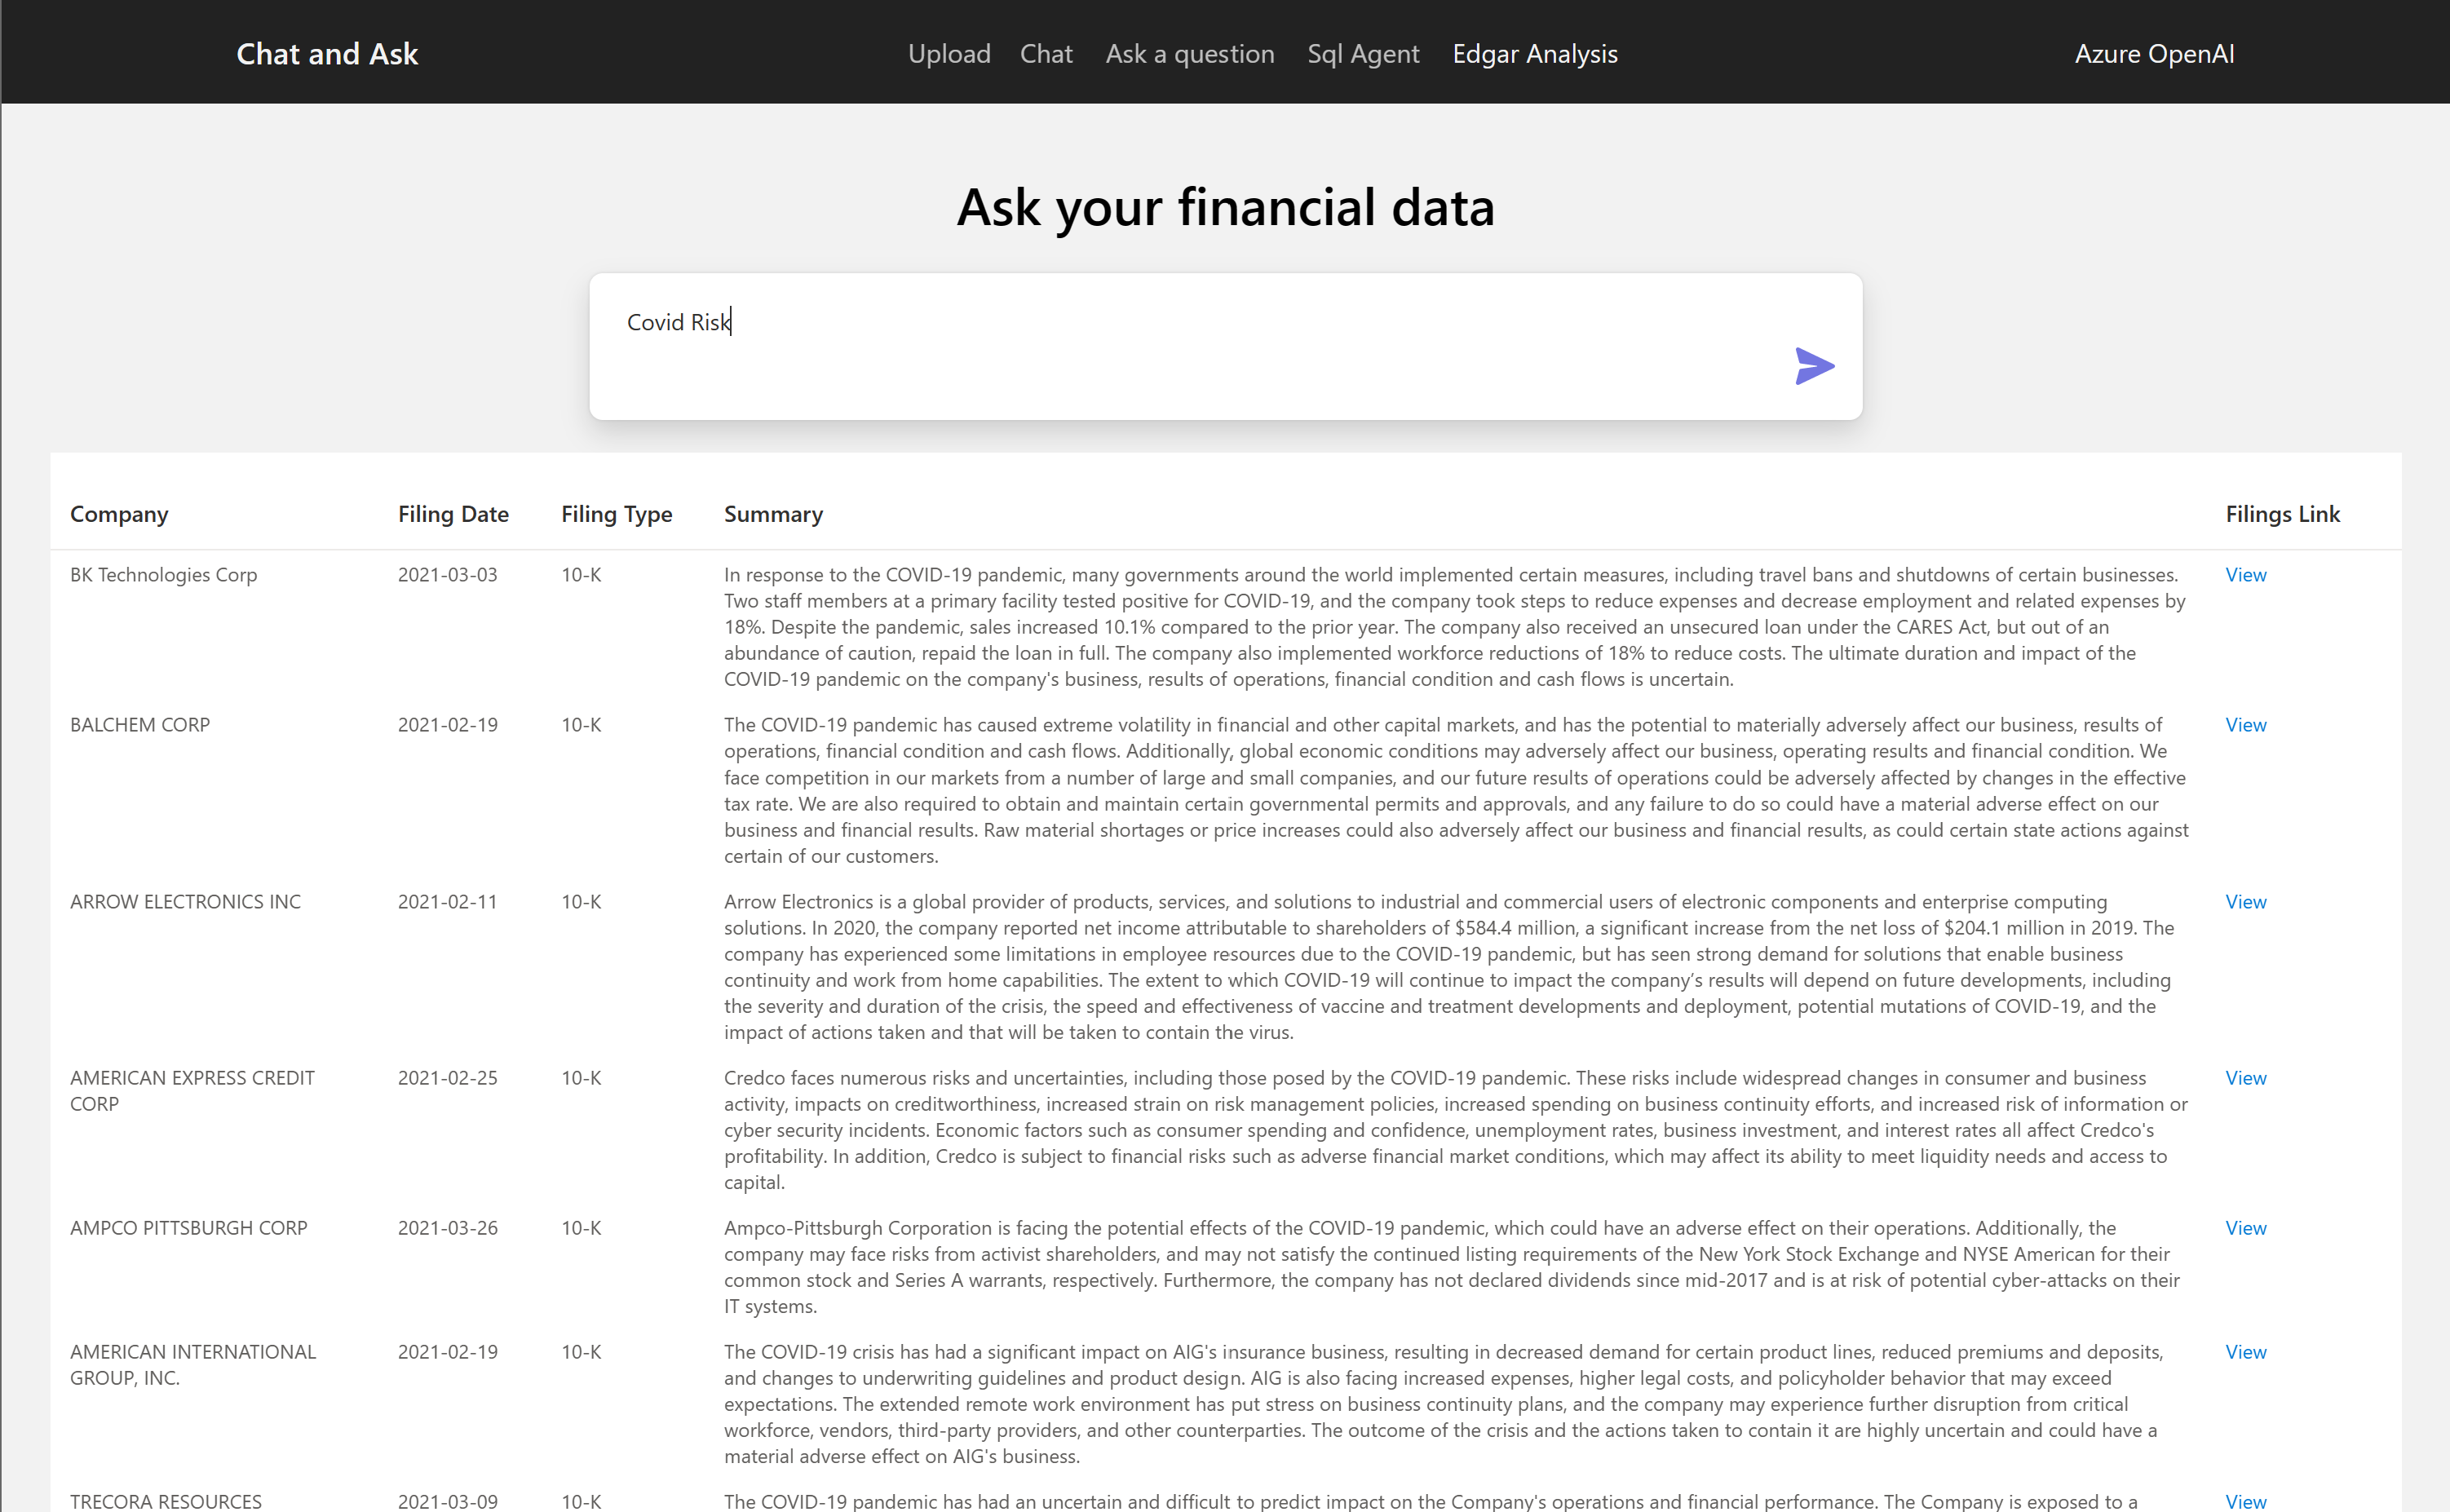 Chat and Ask
Upload Chat Ask a question Sql Agent Edgar Analysis
Azure OpenAI
Ask your financial data
Covid Risk
Company Filing Date Filing Type Summary Filings Link
BK Technologies Corp 2021-03-03 10-K In response to the COVID-19 pandemic, many governments around the world implemented certain measures, including travel bans and shutdowns of certain businesses. View
Two staff members at a primary facility tested positive for COVID-19, and the company took steps to reduce expenses and decrease employment and related expenses by
18%. Despite the pandemic, sales increased 10.1% compared to the prior year. The company also received an unsecured loan under the CARES Act, but out of an
abundance of caution, repaid the loan in full. The company also implemented workforce reductions of 18% to reduce costs. The ultimate duration and impact of the
COVID-19 pandemic on the company's business, results of operations, financial condition and cash flows is uncertain.
BALCHEM CORP 2021-02-19 10-K The COVID-19 pandemic has caused extreme volatility in financial and other capital markets, and has the potential to materially adversely affect our business, results of View
operations, financial condition and cash flows. Additionally, global economic conditions may adversely affect our business, operating results and financial condition. We
face competition in our markets from a number of large and small companies, and our future results of operations could be adversely affected by changes in the effective
tax rate. We are also required to obtain and maintain certain governmental permits and approvals, and any failure to do so could have a material adverse effect on our
business and financial results. Raw material shortages or price increases could also adversely affect our business and financial results, as could certain state actions against
certain of our customers.
ARROW ELECTRONICS INC 2021-02-11 10-K Arrow Electronics is a global provider of products, services, and solutions to industrial and commercial users of electronic components and enterprise computing View
solutions. In 2020, the company reported net income attributable to shareholders of $584.4 million, a significant increase from the net loss of $204.1 million in 2019. The
company has experienced some limitations in employee resources due to the COVID-19 pandemic, but has seen strong demand for solutions that enable business
continuity and work from home capabilities. The extent to which COVID-19 will continue to impact the company’s results will depend on future developments, including
the severity and duration of the crisis, the speed and effectiveness of vaccine and treatment developments and deployment, potential mutations of COVID-19, and the
impact of actions taken and that will be taken to contain the virus.
AMERICAN EXPRESS CREDIT 2021-02-25 10-K Credco faces numerous risks and uncertainties, including those posed by the COVID-19 pandemic. These risks include widespread changes in consumer and business View
CORP activity, impacts on creditworthiness, increased strain on risk management policies, increased spending on business continuity efforts, and increased risk of information or
cyber security incidents. Economic factors such as consumer spending and confidence, unemployment rates, business investment, and interest rates all affect Credco's
profitability. In addition, Credco is subject to financial risks such as adverse financial market conditions, which may affect its ability to meet liquidity needs and access to
capital.
AMPCO PITTSBURGH CORP 2021-03-26 10-K Ampco-Pittsburgh Corporation is facing the potential effects of the COVID-19 pandemic, which could have an adverse effect on their operations. Additionally, the View
company may face risks from activist shareholders, and may not satisfy the continued listing requirements of the New York Stock Exchange and NYSE American for their
common stock and Series A warrants, respectively. Furthermore, the company has not declared dividends since mid-2017 and is at risk of potential cyber-attacks on their
IT systems.
AMERICAN INTERNATIONAL 2021-02-19 10-K The COVID-19 crisis has had a significant impact on AIG's insurance business, resulting in decreased demand for certain product lines, reduced premiums and deposits, View
GROUP, INC. and changes to underwriting guidelines and product design. AIG is also facing increased expenses, higher legal costs, and policyholder behavior that may exceed
expectations. The extended remote work environment has put stress on business continuity plans, and the company may experience further disruption from critical
workforce, vendors, third-party providers, and other counterparties. The outcome of the crisis and the actions taken to contain it are highly uncertain and could have a
material adverse effect on AIG's business.
TRECORA RESOURCES 2021-03-09 10-K The COVID-19 pandemic has had an uncertain and difficult to predict impact on the Company's operations and financial performance. The Company is exposed to a View